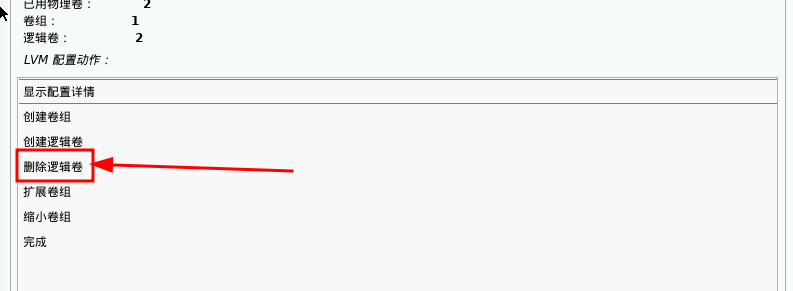 已用物理卷： 2
卷组： 1
逻辑卷： 2
LVM 配置动作：
显示配置详情
创建卷组
创建逻辑卷
删除逻辑卷
扩展卷组
缩小卷组
完成